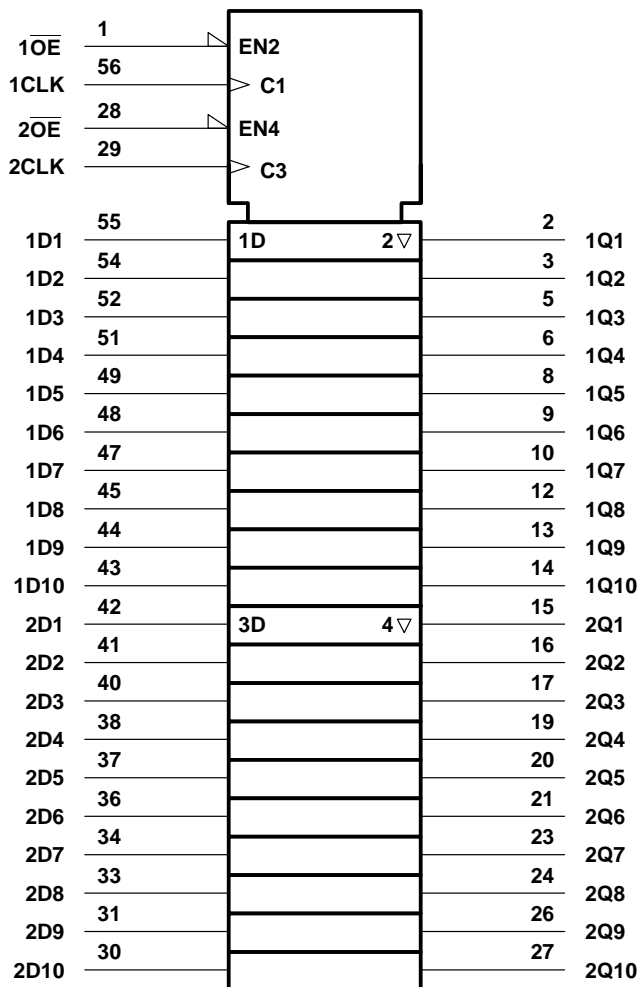 1O̅E̅ 1 EN2
1CLK 56 C1
2O̅E̅ 28 EN4
2CLK 29 C3
1D1 55 1D 2 ▽ 2 1Q1
1D2 54 3 1Q2
1D3 52 5 1Q3
1D4 51 6 1Q4
1D5 49 8 1Q5
1D6 48 9 1Q6
1D7 47 10 1Q7
1D8 45 12 1Q8
1D9 44 13 1Q9
1D10 43 14 1Q10
2D1 42 3D 4 ▽ 15 2Q1
2D2 41 16 2Q2
2D3 40 17 2Q3
2D4 38 19 2Q4
2D5 37 20 2Q5
2D6 36 21 2Q6
2D7 34 23 2Q7
2D8 33 24 2Q8
2D9 31 26 2Q9
2D10 30 27 2Q10